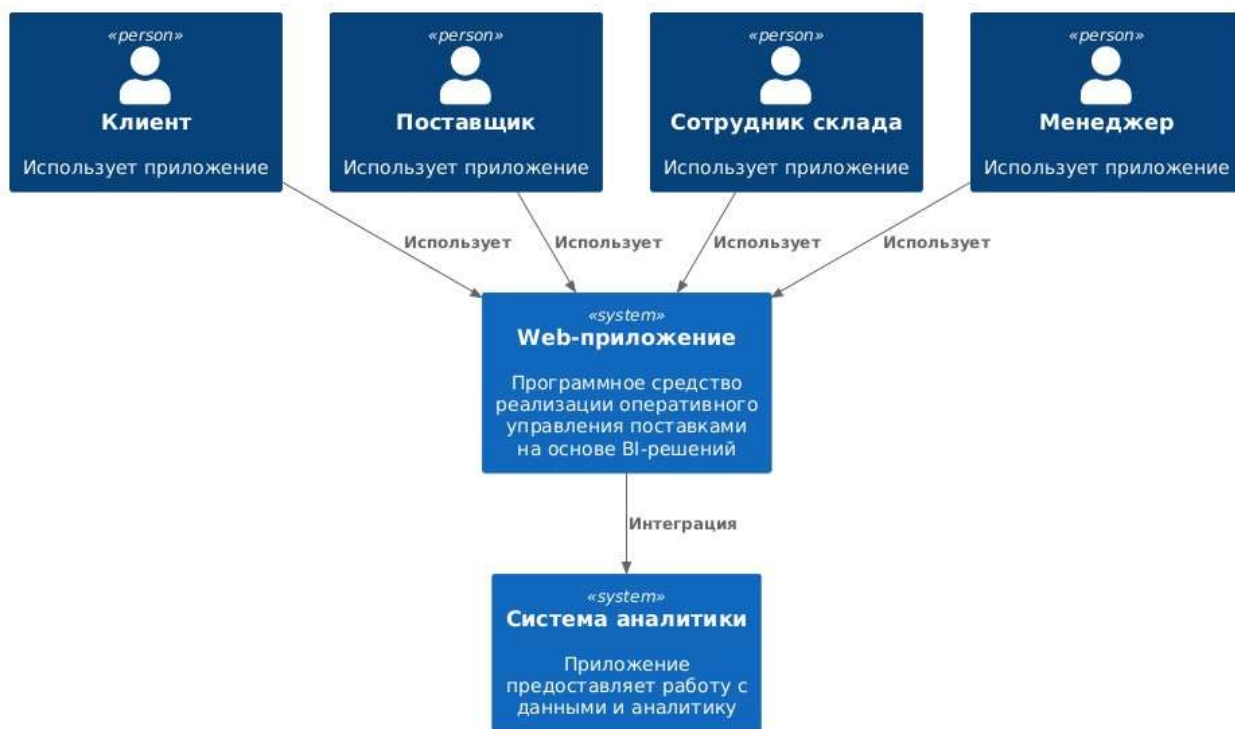 «person»
Клиент
Использует приложение
«person»
Поставщик
Использует приложение
«person»
Сотрудник склада
Использует приложение
«person»
Менеджер
Использует приложение
Использует
Использует
Использует
Использует
«system»
Web-приложение
Программное средство
реализации оперативного
управления поставками
на основе BI-решений
Интеграция
«system»
Система аналитики
Приложение
предоставляет работу с
данными и аналитику